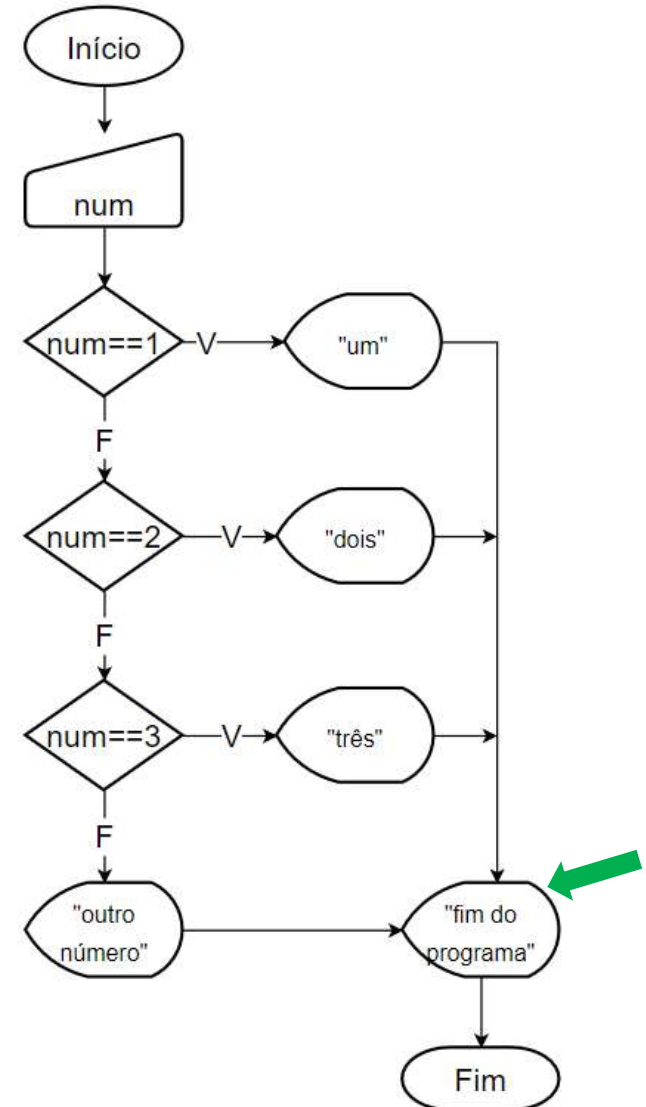 Início
num
num==1
V
"um"
F
num==2
V
"dois"
F
num==3
V
"três"
F
"outro
número"
"fim do
programa"
Fim